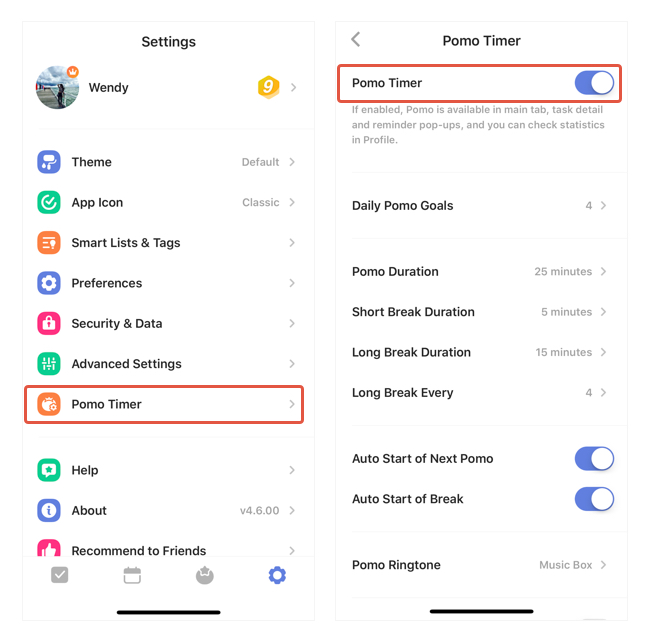 Settings
Wendy
9
Theme Default
App Icon Classic
Smart Lists & Tags
Preferences
Security & Data
Advanced Settings
Pomo Timer
Help
About v4.6.00
Recommend to Friends
Pomo Timer
Pomo Timer
If enabled, Pomo is available in main tab, task detail
and reminder pop-ups, and you can check statistics
in Profile.
Daily Pomo Goals 4
Pomo Duration 25 minutes
Short Break Duration 5 minutes
Long Break Duration 15 minutes
Long Break Every 4
Auto Start of Next Pomo
Auto Start of Break
Pomo Ringtone Music Box